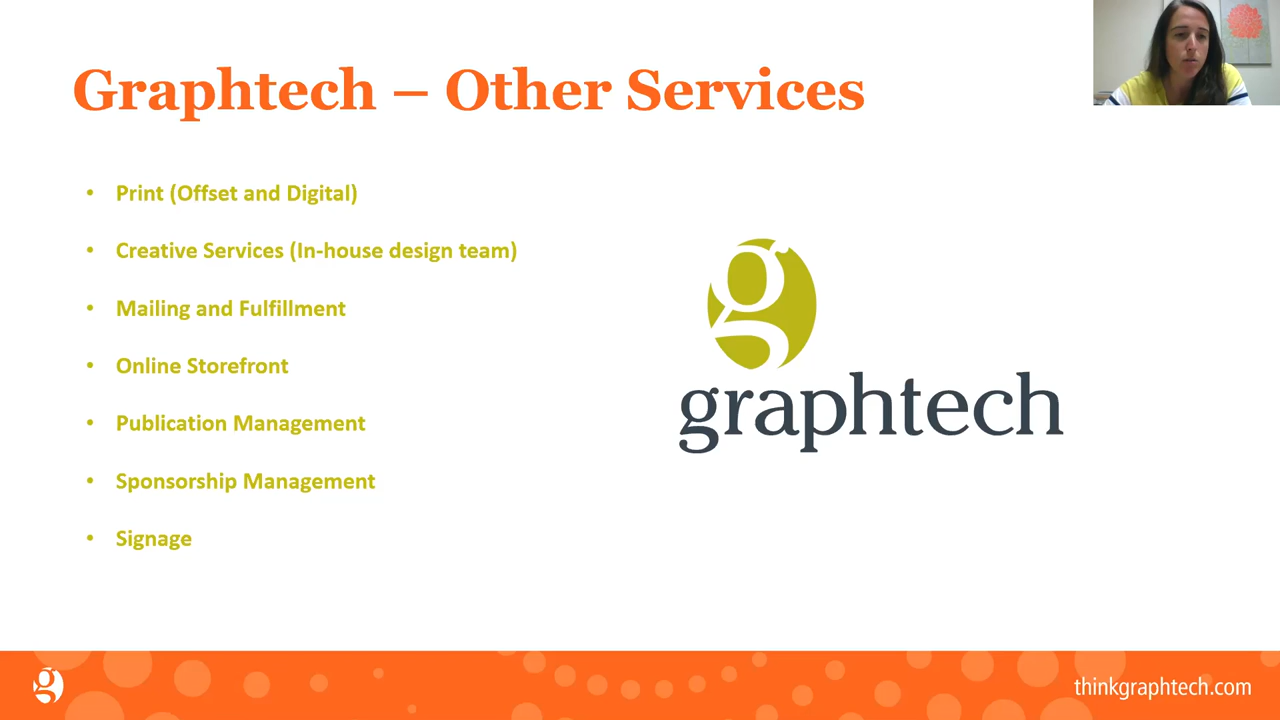 Graphtech – Other Services
• Print (Offset and Digital)
• Creative Services (In-house design team)
• Mailing and Fulfillment
• Online Storefront
• Publication Management
• Sponsorship Management
• Signage
g
graphtech
g
thinkgraphtech.com